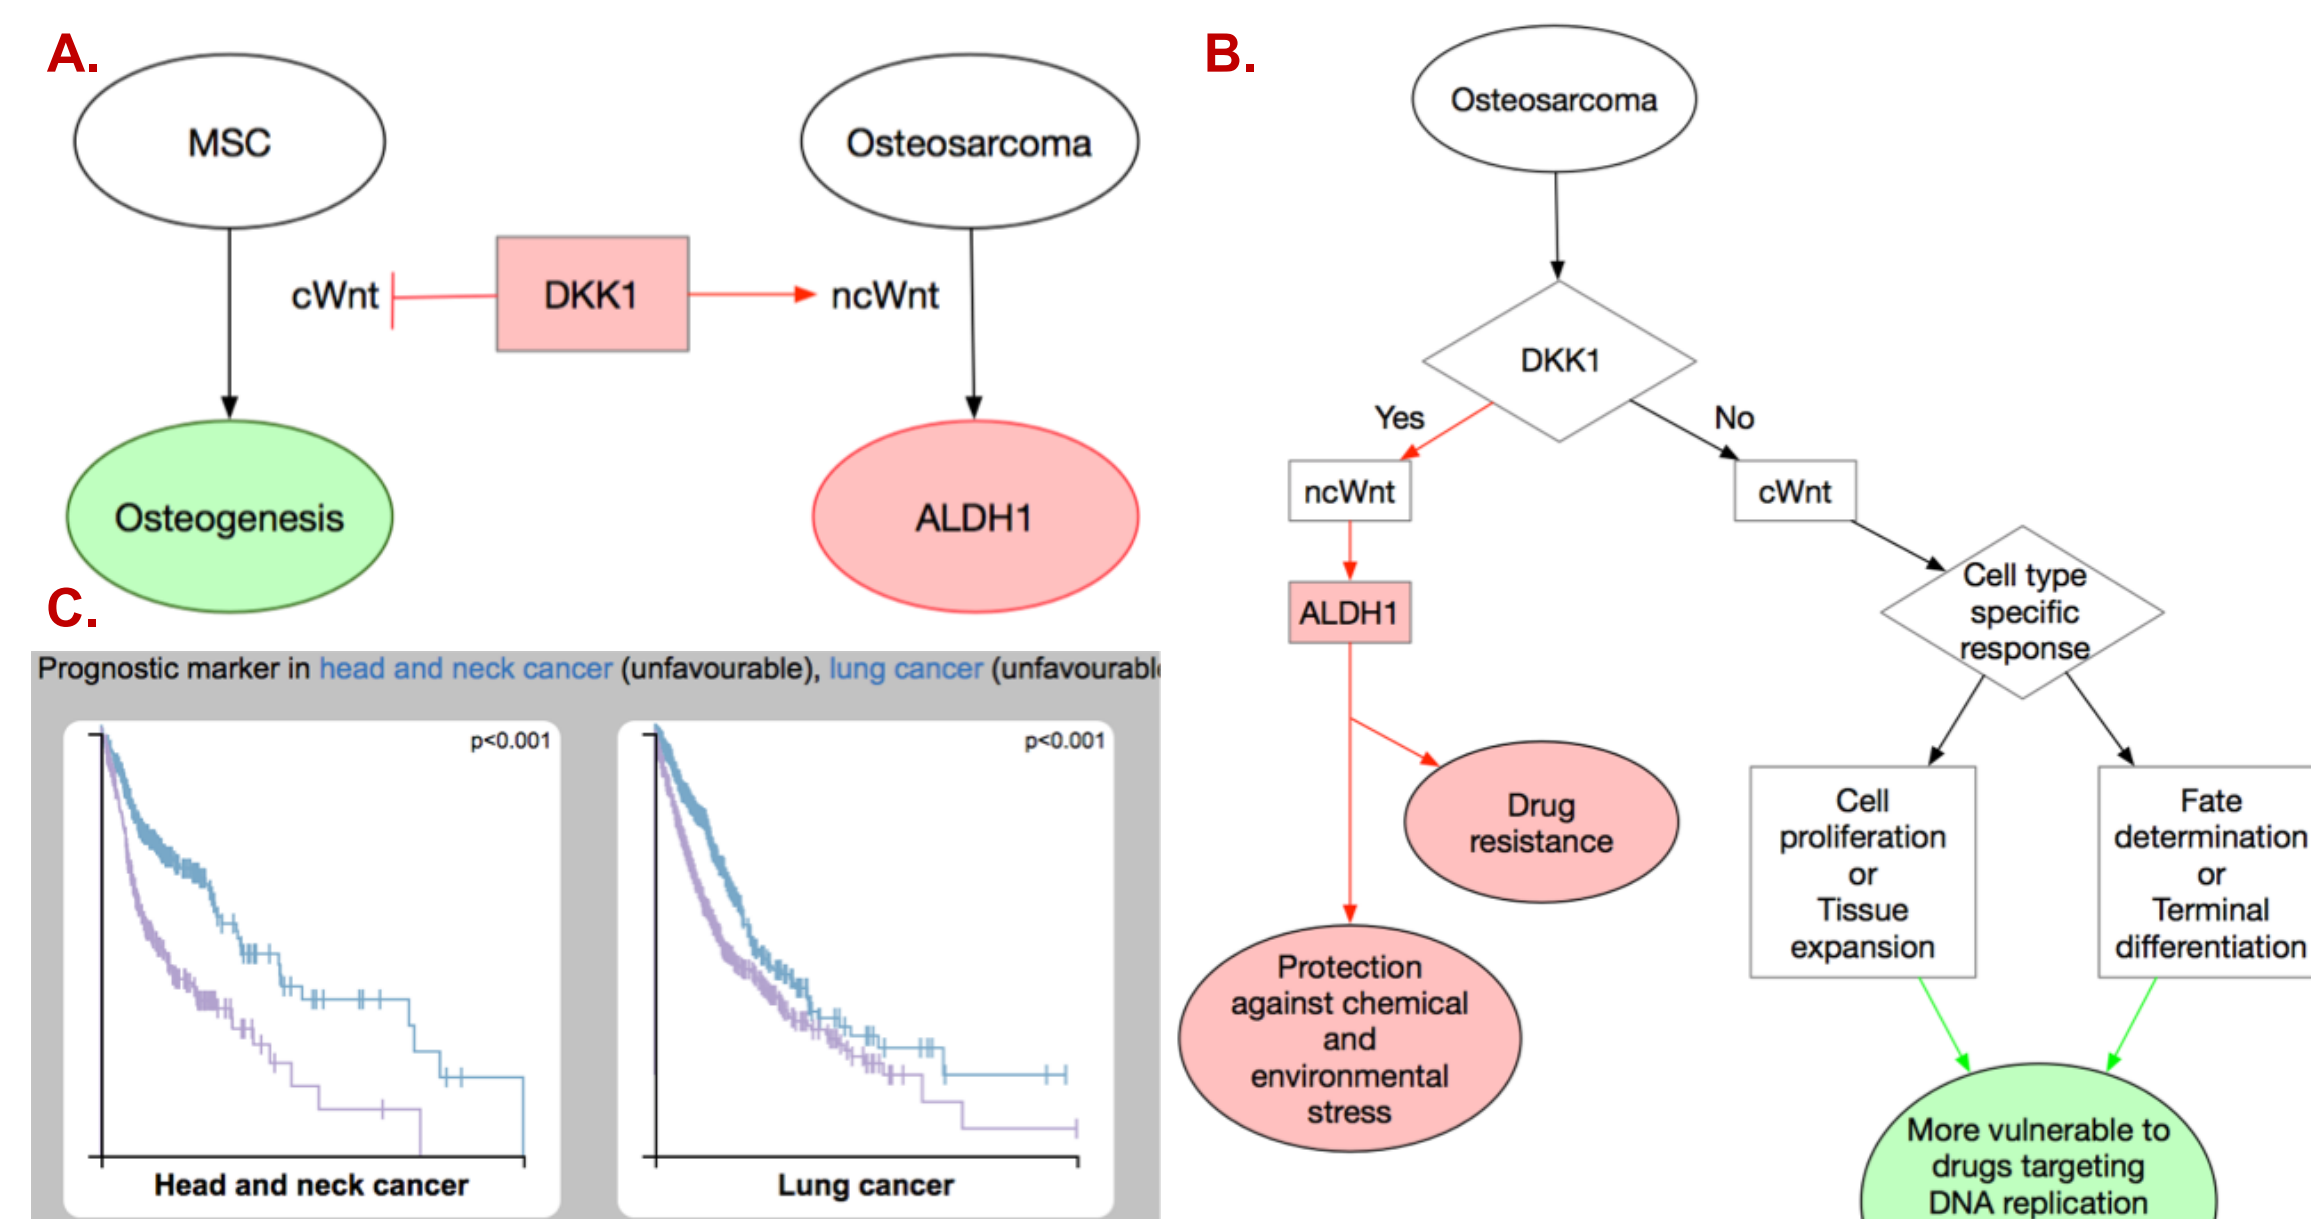 A.
MSC
Osteosarcoma
cWnt
DKK1
ncWnt
Osteogenesis
ALDH1
B.
Osteosarcoma
DKK1
Yes
No
ncWnt
cWnt
ALDH1
Cell type
specific
response
Drug
resistance
Cell
proliferation
or
Tissue
expansion
Fate
determination
or
Terminal
differentiation
Protection
against chemical
and
environmental
stress
More vulnerable to
drugs targeting
DNA replication
C.
Prognostic marker in head and neck cancer (unfavourable), lung cancer (unfavourable
p<0.001
Head and neck cancer
p<0.001
Lung cancer